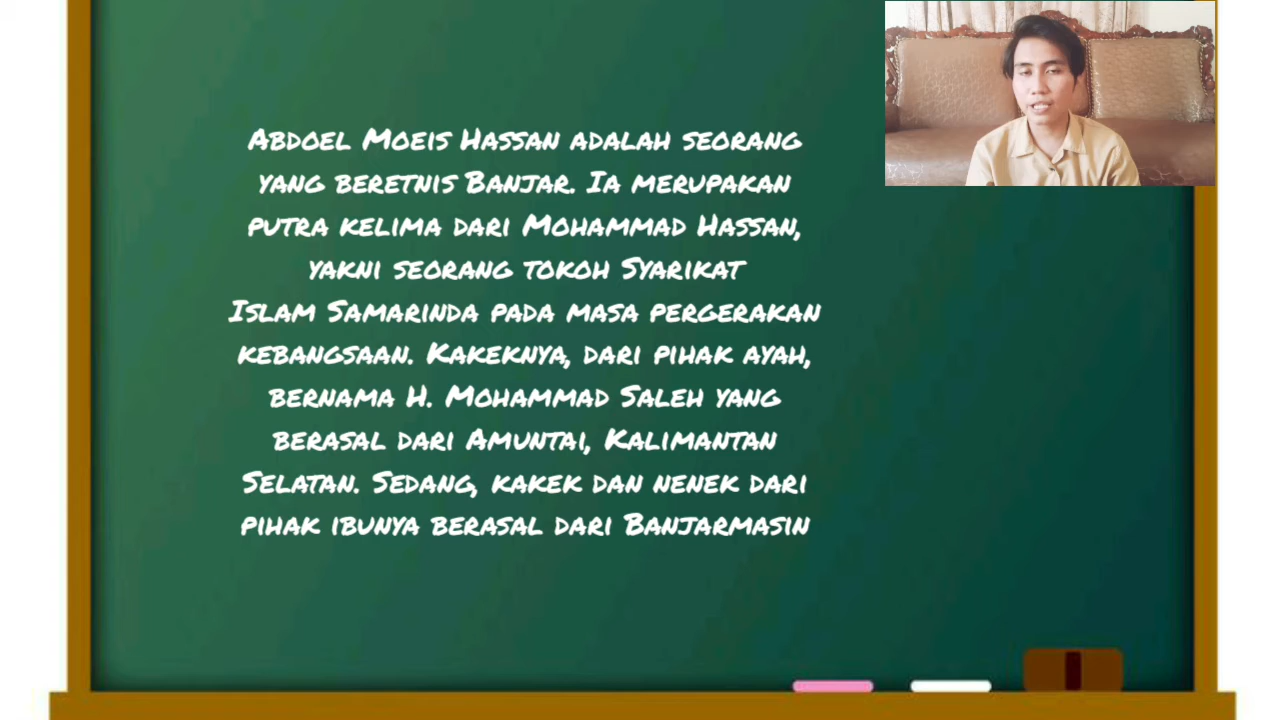 Abdoel Moeis Hassan adalah seorang
yang beretnis Banjar. Ia merupakan
putra kelima dari Mohammad Hassan,
yakni seorang tokoh Syarikat
Islam Samarinda pada masa pergerakan
kebangsaan. Kakeknya, dari pihak ayah,
bernama H. Mohammad Saleh yang
berasal dari Amuntai, Kalimantan
Selatan. Sedang, kakek dan nenek dari
pihak ibunya berasal dari Banjarmasin